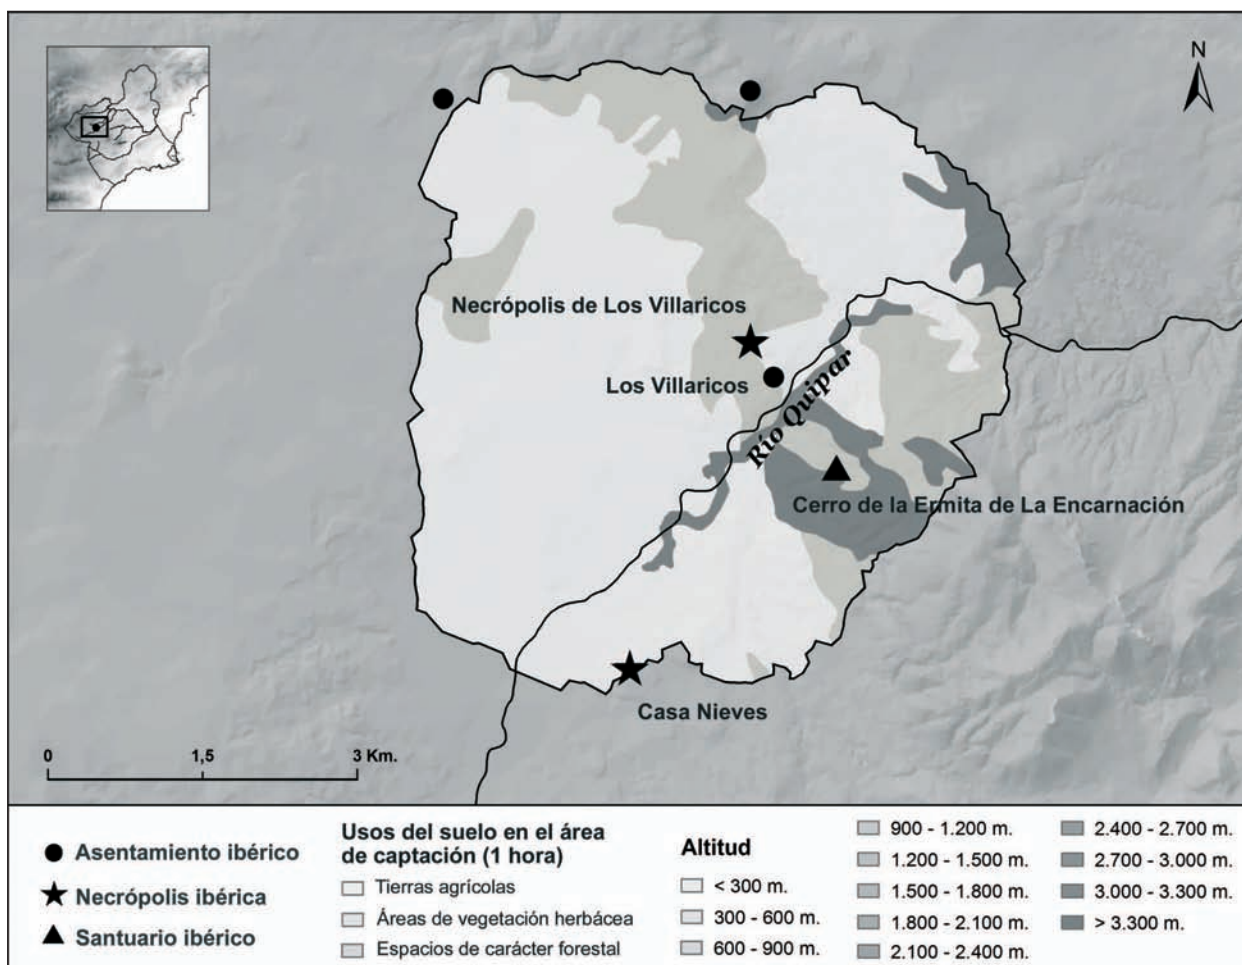 N
Necrópolis de Los Villaricos
Los Villaricos
Río Quipar
Cerro de la Ermita de La Encarnación
Casa Nieves
0 1,5 3 Km.
Asentamiento ibérico
Necrópolis ibérica
Santuario ibérico
Usos del suelo en el área
de captación (1 hora)
Tierras agrícolas
Áreas de vegetación herbácea
Espacios de carácter forestal
Altitud
< 300 m.
300 - 600 m.
600 - 900 m.
900 - 1.200 m.
1.200 - 1.500 m.
1.500 - 1.800 m.
1.800 - 2.100 m.
2.100 - 2.400 m.
2.400 - 2.700 m.
2.700 - 3.000 m.
3.000 - 3.300 m.
> 3.300 m.